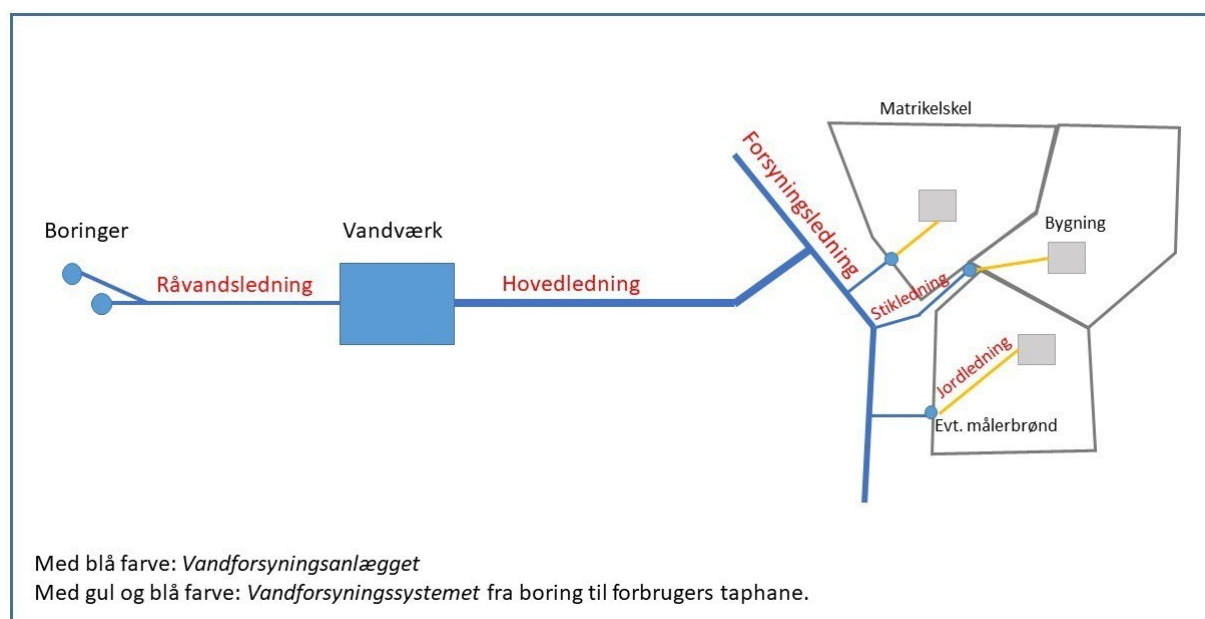 Matrikelskel
Forsyningsledning
Boringer
Vandværk
Bygning
Råvandsledning
Hovedledning
Stikledning
Jordledning
Evt. målerbrønd
Med blå farve: Vandforsyningsanlægget
Med gul og blå farve: Vandforsyningssystemet fra boring til forbrugers taphane.